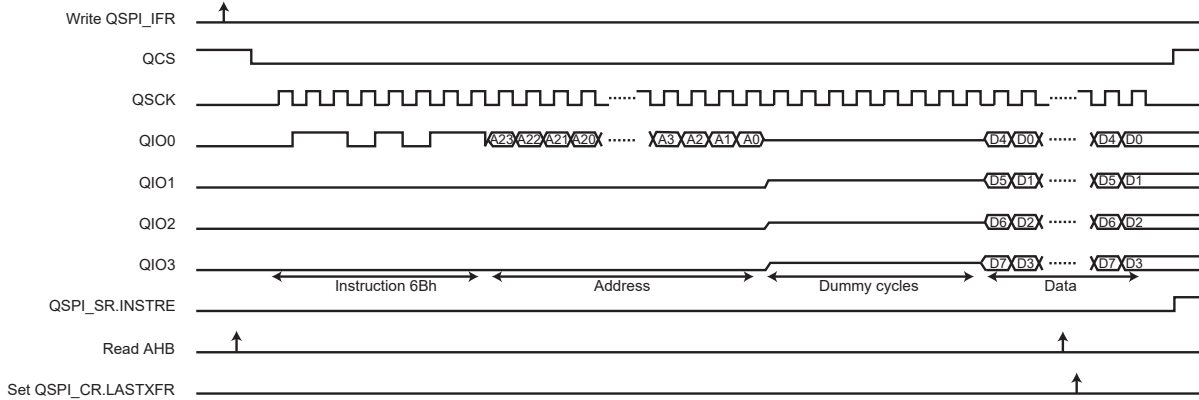 Write QSPI_IFR
QCS
QSCK
QIO0 A23 A22 A21 A20 A3 A2 A1 A0 D4 D0 D4 D0
QIO1 D5 D1 D5 D1
QIO2 D6 D2 D6 D2
QIO3 D7 D3 D7 D3
Instruction 6Bh Address Dummy cycles Data
QSPI_SR.INSTRE
Read AHB
Set QSPI_CR.LASTXFR